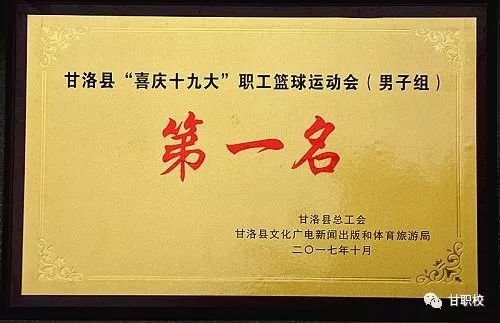 甘洛县“喜庆十九大”职工篮球运动会（男子组）
第一名
甘洛县总工会
甘洛县文化广电新闻出版和体育旅游局
二〇一七年十月
甘职校